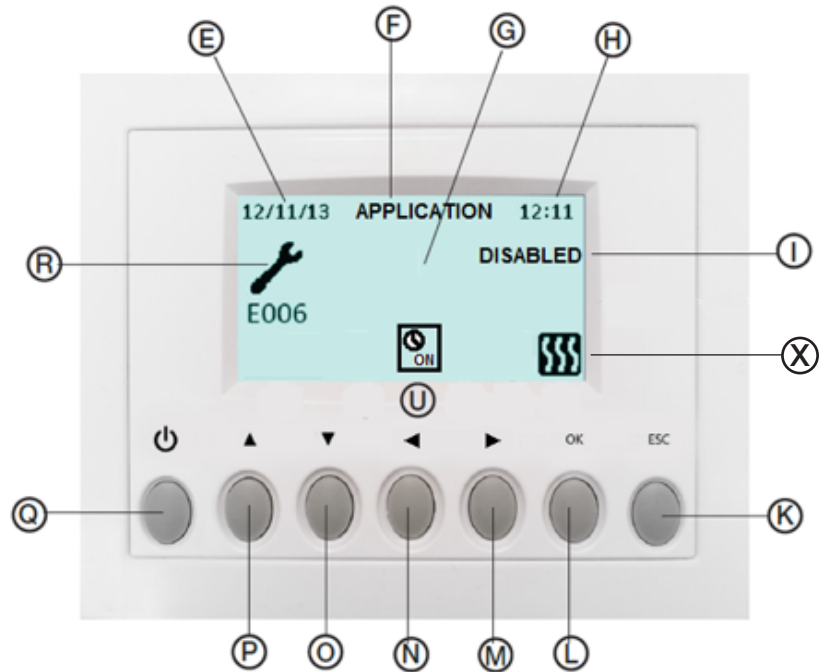 E F G H
12/11/13 APPLICATION 12:11
DISABLED I
R
E006
ON
X
U
OK ESC
Q K
P O N M L